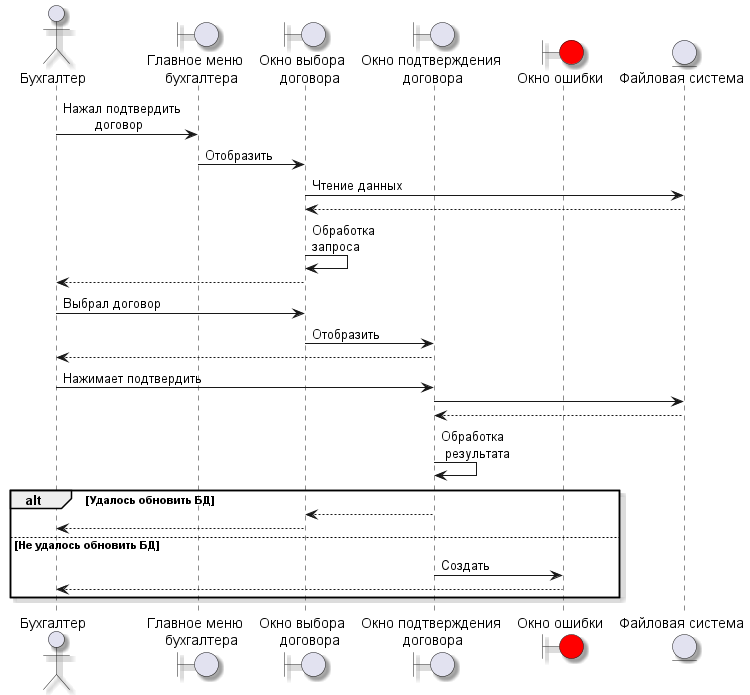 Бухгалтер
Главное меню
бухгалтера
Окно выбора
договора
Окно подтверждения
договора
Окно ошибки
Файловая система
Нажал подтвердить
договор
Отобразить
Чтение данных
Обработка
запроса
Выбрал договор
Отобразить
Нажимает подтвердить
Обработка
результата
alt [Удалось обновить БД]
[Не удалось обновить БД]
Создать
Бухгалтер
Главное меню
бухгалтера
Окно выбора
договора
Окно подтверждения
договора
Окно ошибки
Файловая система